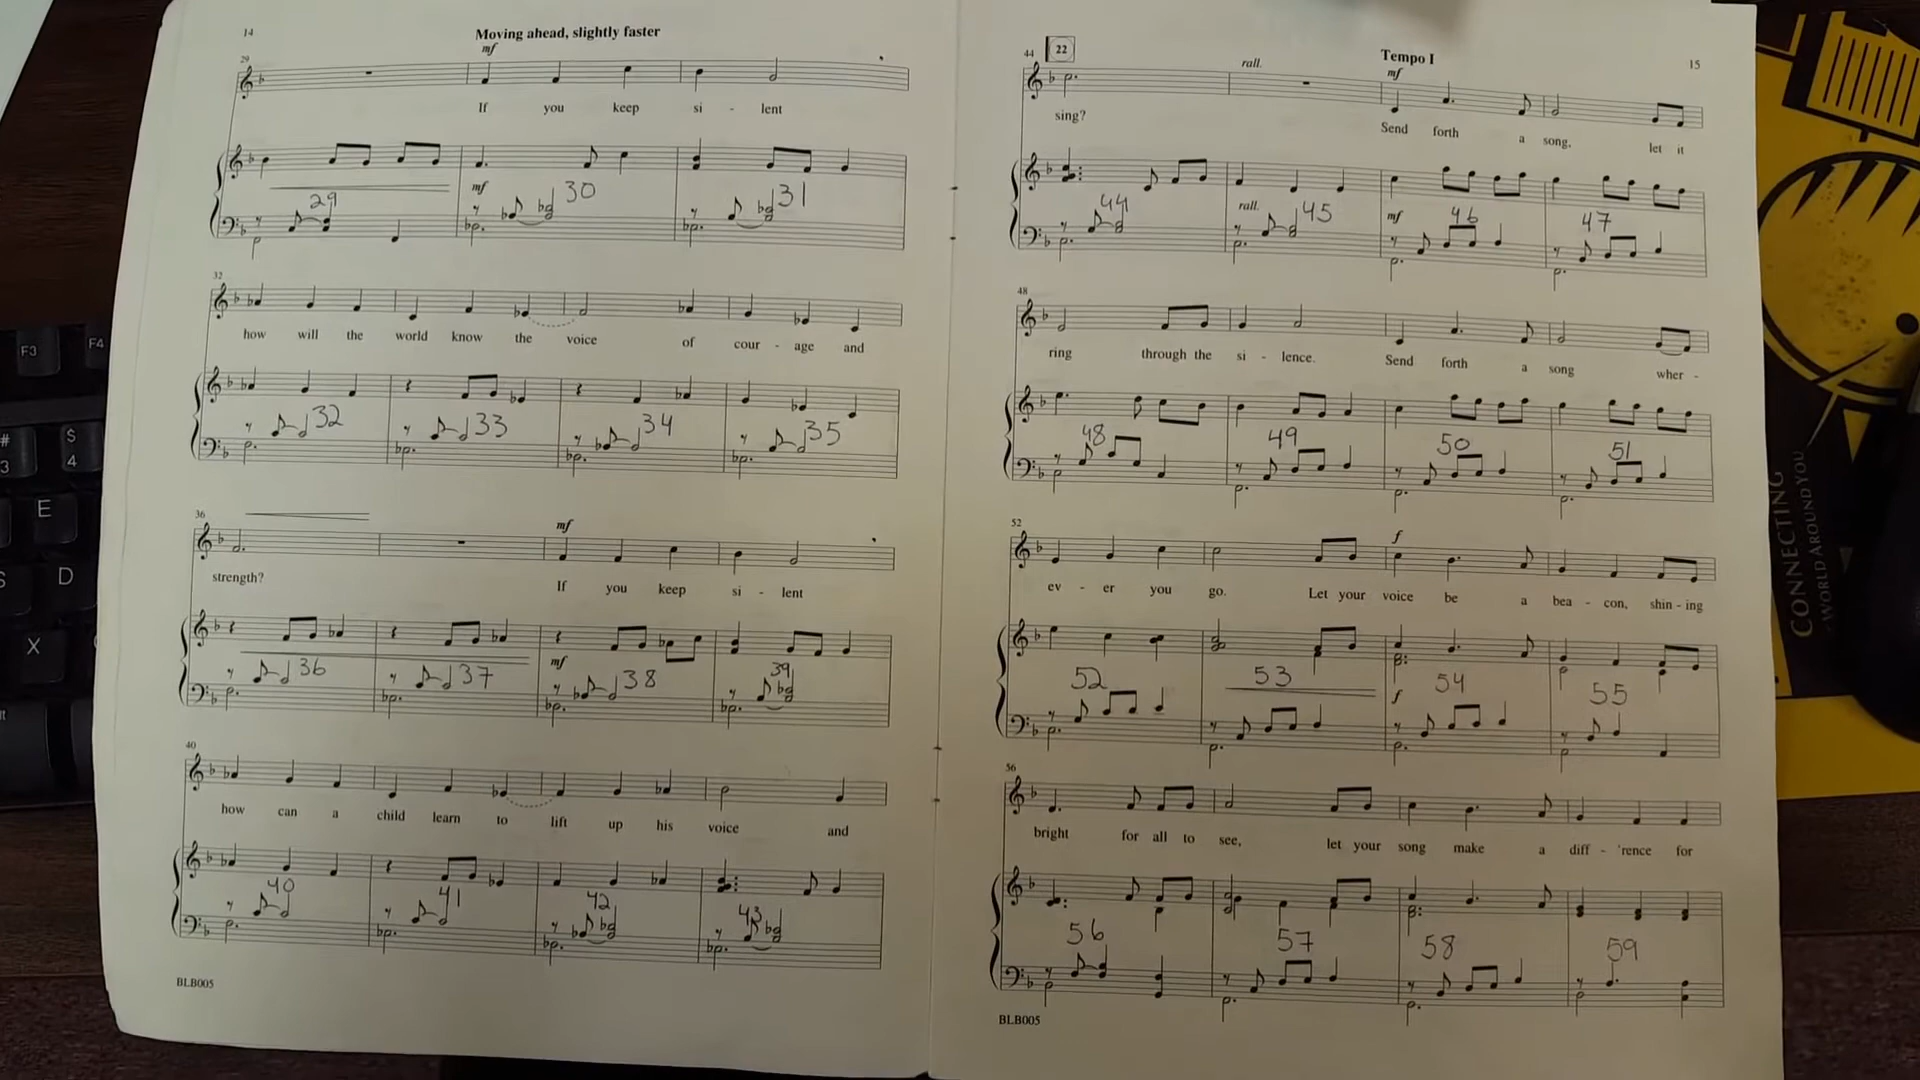 14
Moving ahead, slightly faster
29
mf
If you keep si - lent
mf
29 30 31
32
how will the world know the voice of cour - age and
32 33 34 35
36
mf
strength? If you keep si - lent
mf
36 37 38 39
40
how can a child learn to lift up his voice and
40 41 42 43
BLB005
15
44 22 rall. Tempo I
mf
sing? Send forth a song, let it
rall. mf
44 45 46 47
48
ring through the si - lence. Send forth a song wher -
48 49 50 51
52
f
ev - er you go. Let your voice be a bea - con, shin - ing
f
52 53 54 55
56
bright for all to see, let your song make a diff - 'rence for
56 57 58 59
BLB005
F3 F4
#
3
$
4
E
S D
X
CONNECTING
WORLD AROUND YOU